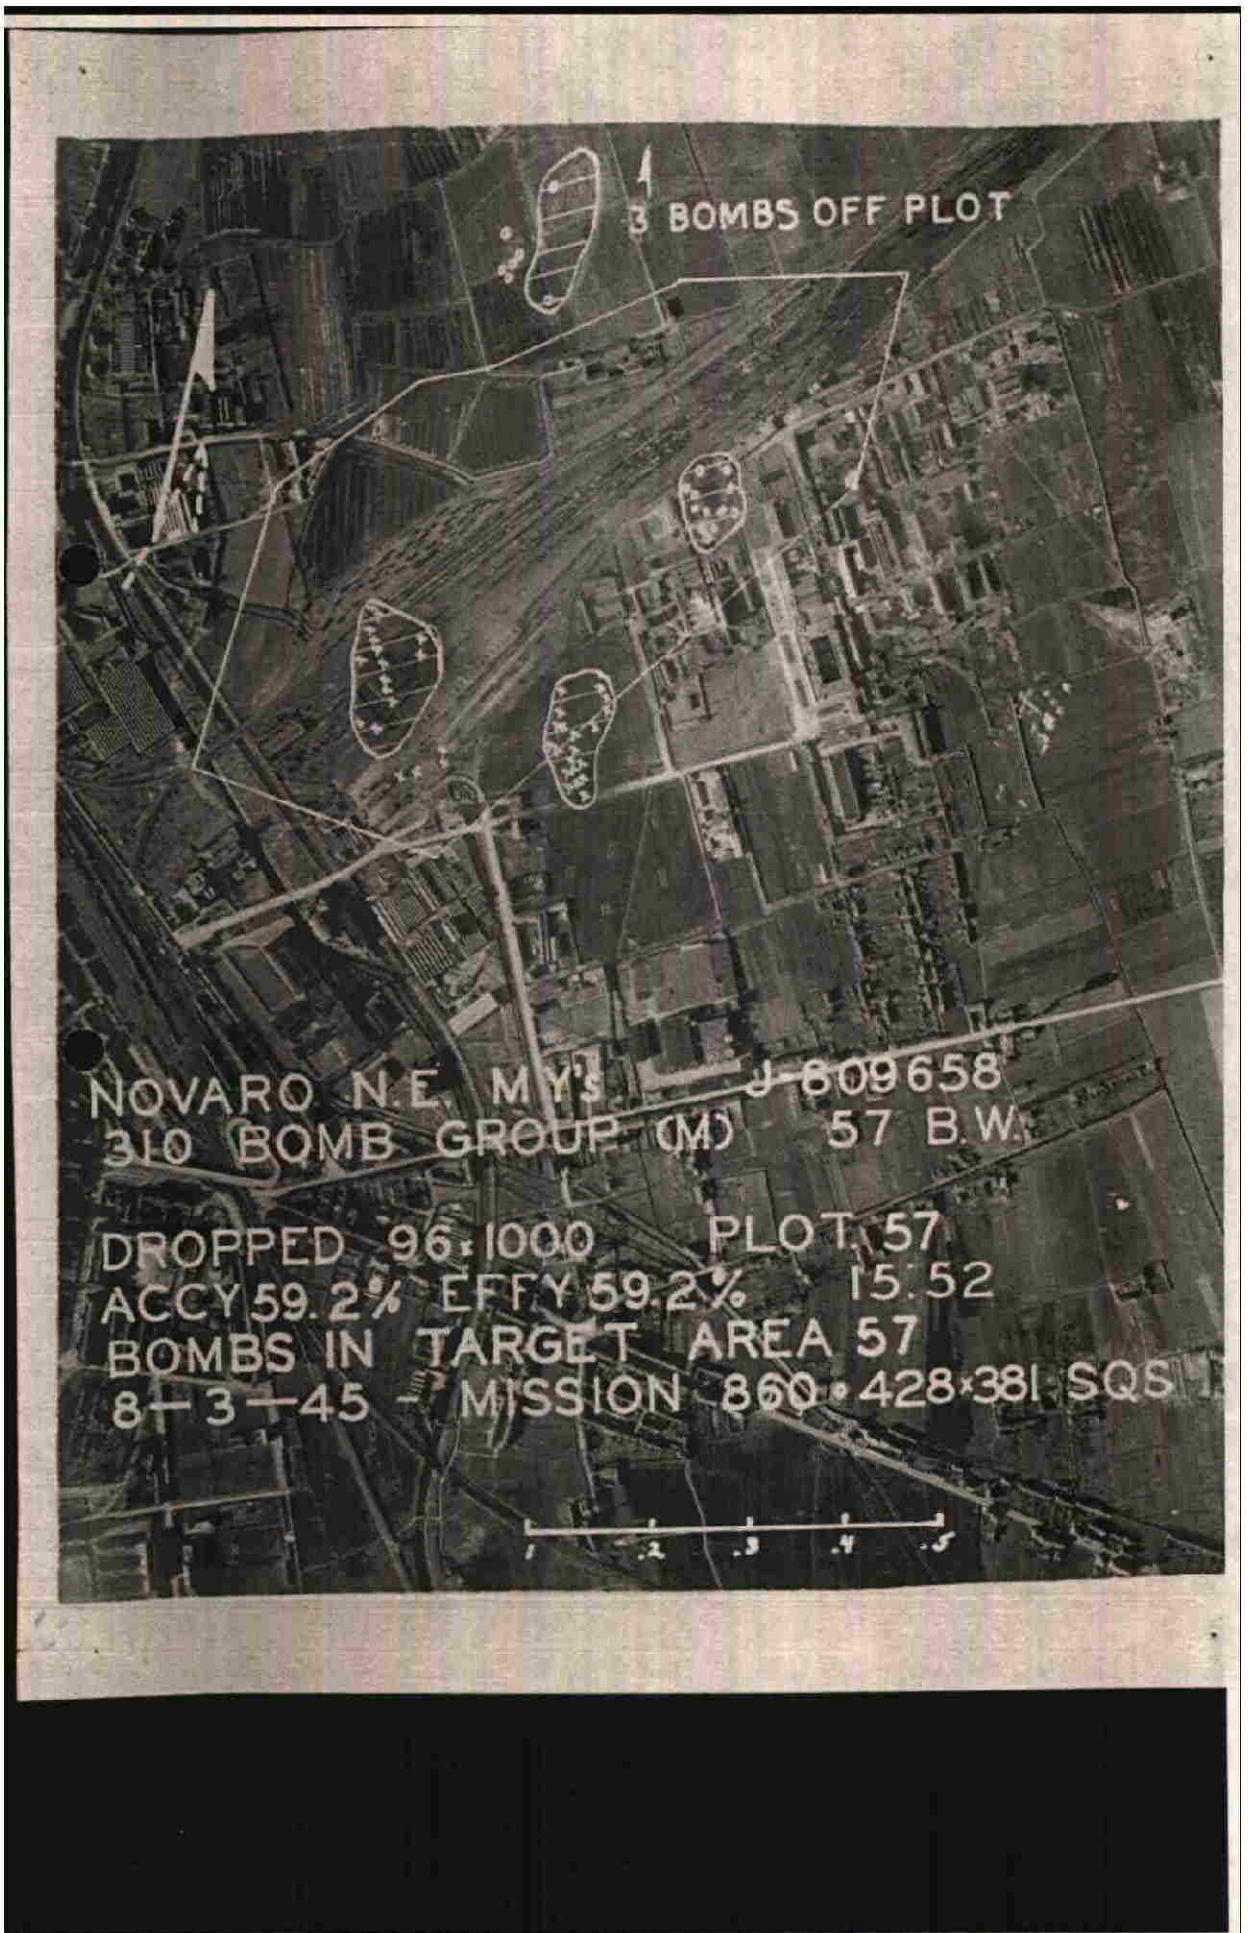 3 BOMBS OFF PLOT
NOVARO N.E. M.Y's J-809658
310 BOMB GROUP. (M) 57 B.W.
DROPPED 96x1000 PLOT. 57
ACCY 59.2% EFFY 59.2% 15.52
BOMBS IN TARGET AREA 57
8-3-45 - MISSION 860 • 428x381 SQS
.1 .2 .3 .4 .5